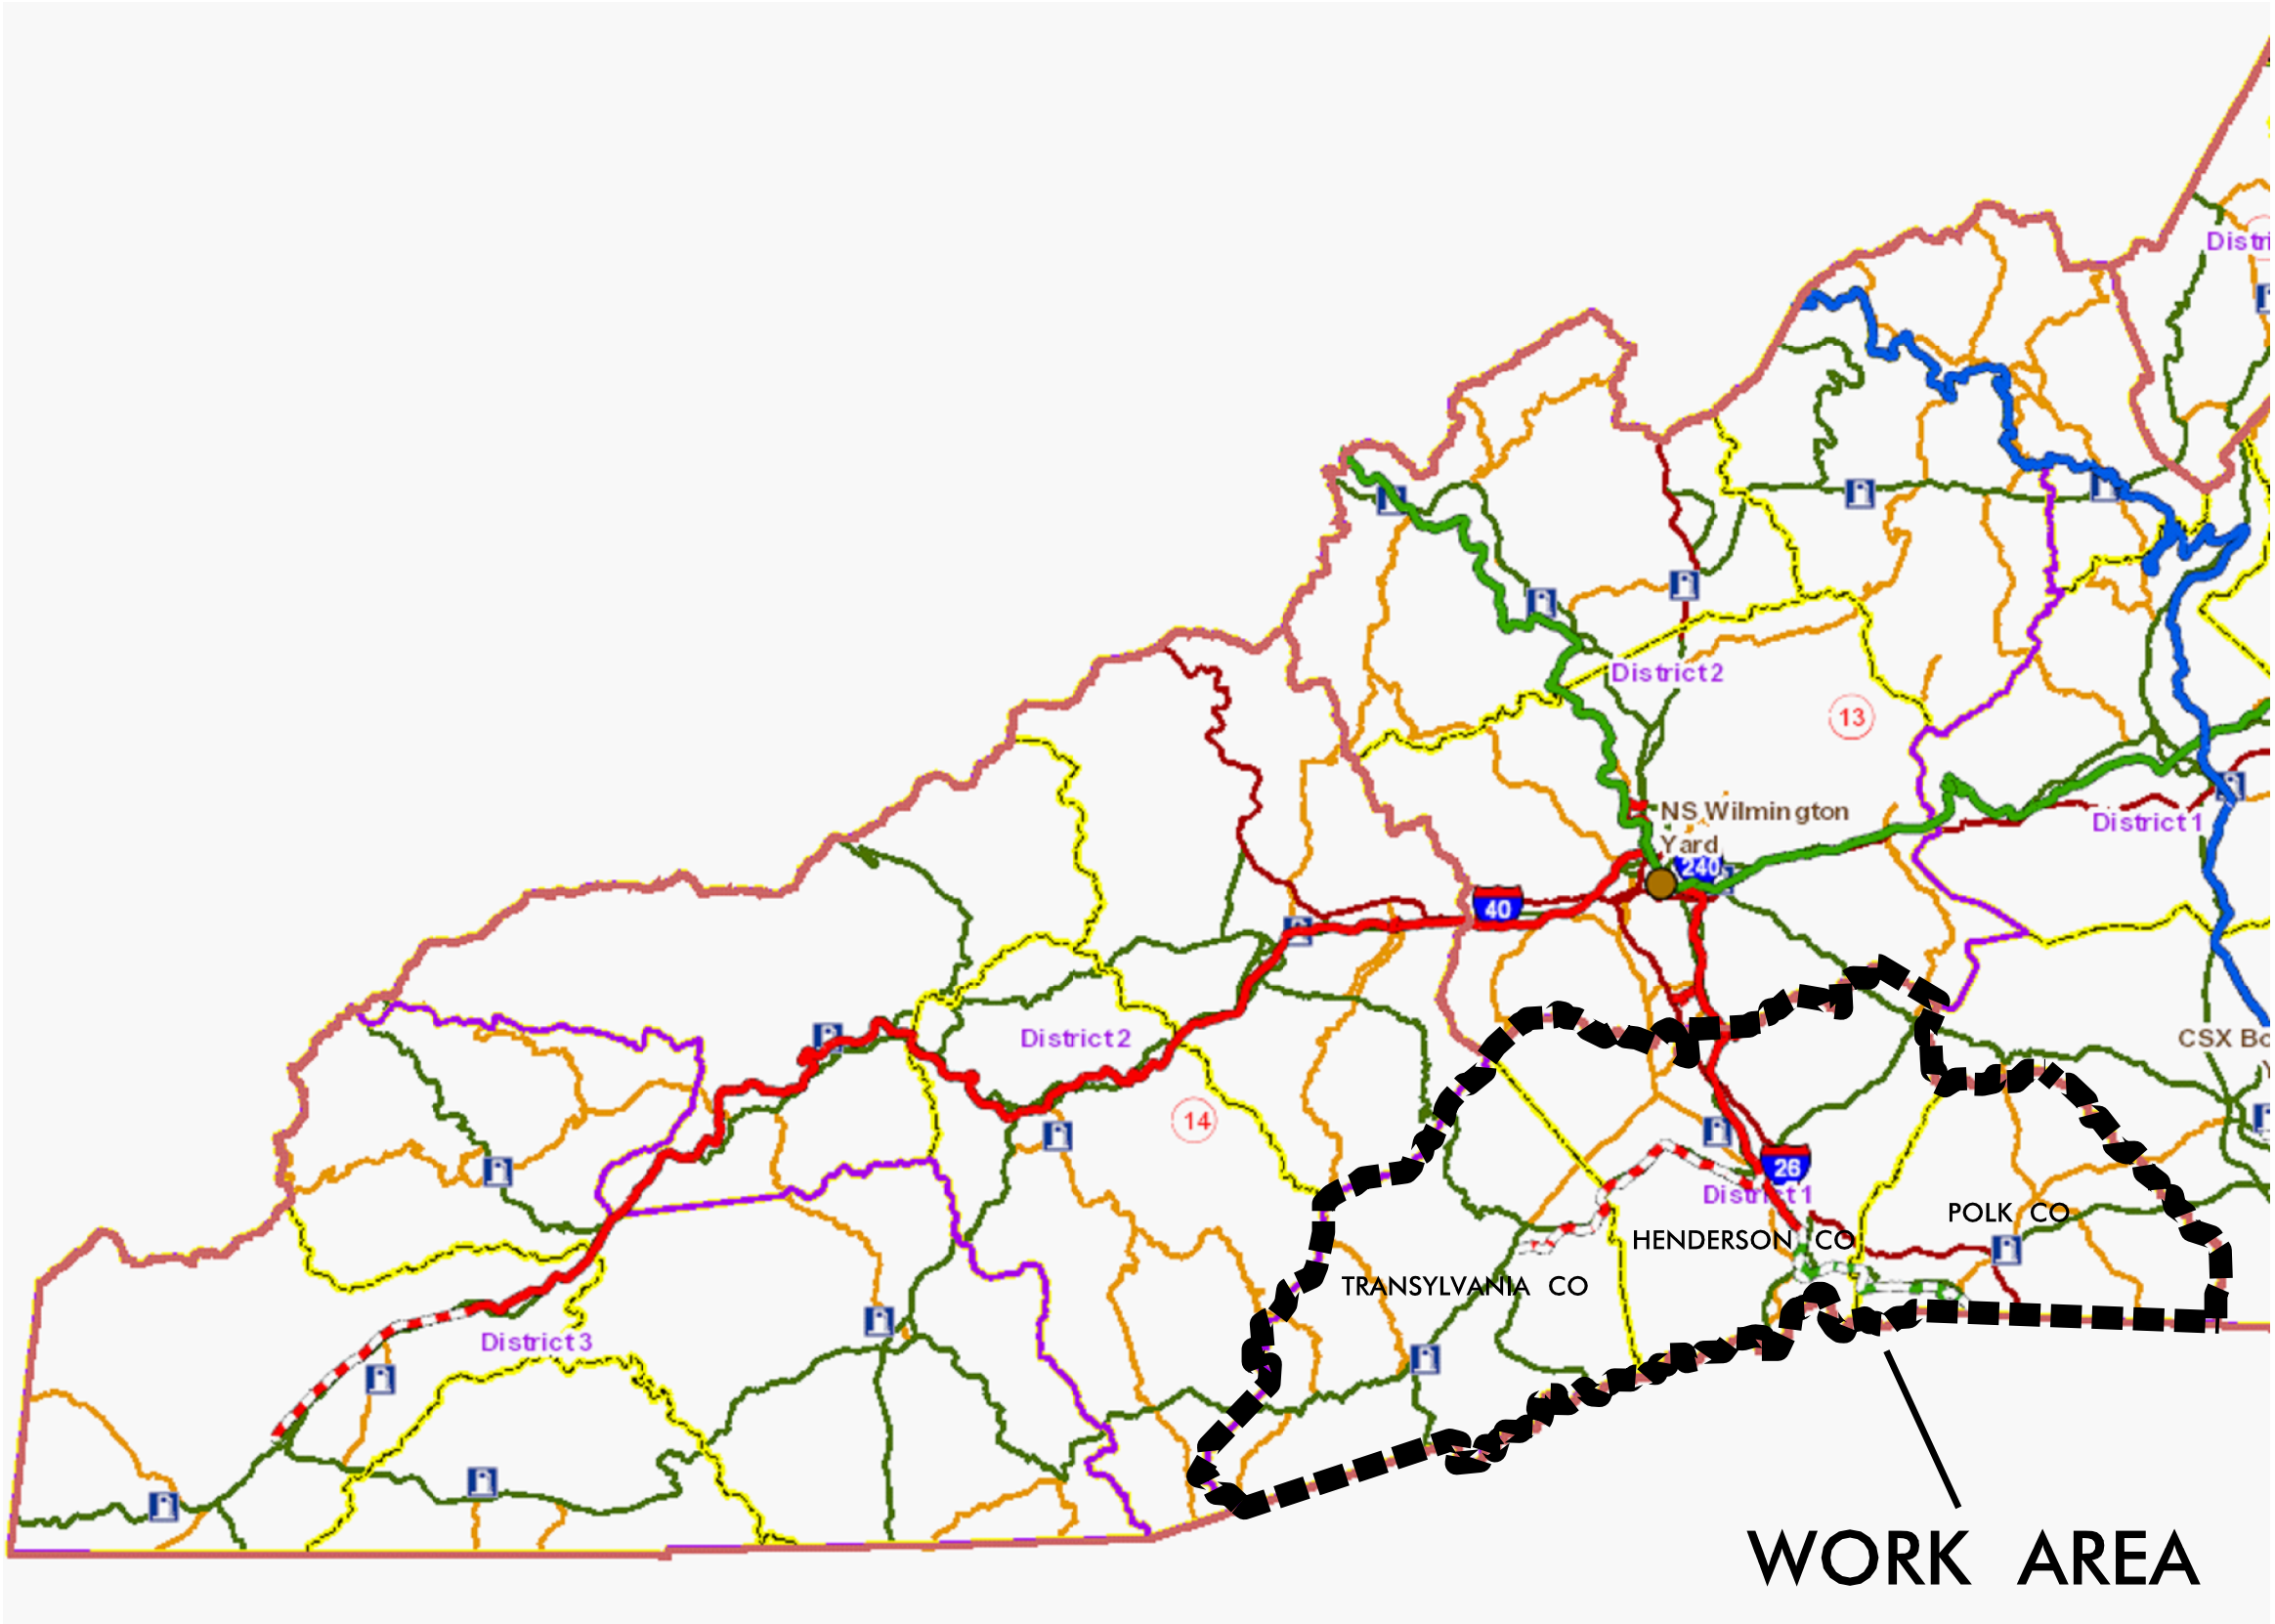 Distri
District 2
13
NS Wilmington
Yard
240
District 1
40
CSX Bo
Y
District 2
14
26
District 1
POLK CO
HENDERSON CO
TRANSYLVANIA CO
District 3
WORK AREA